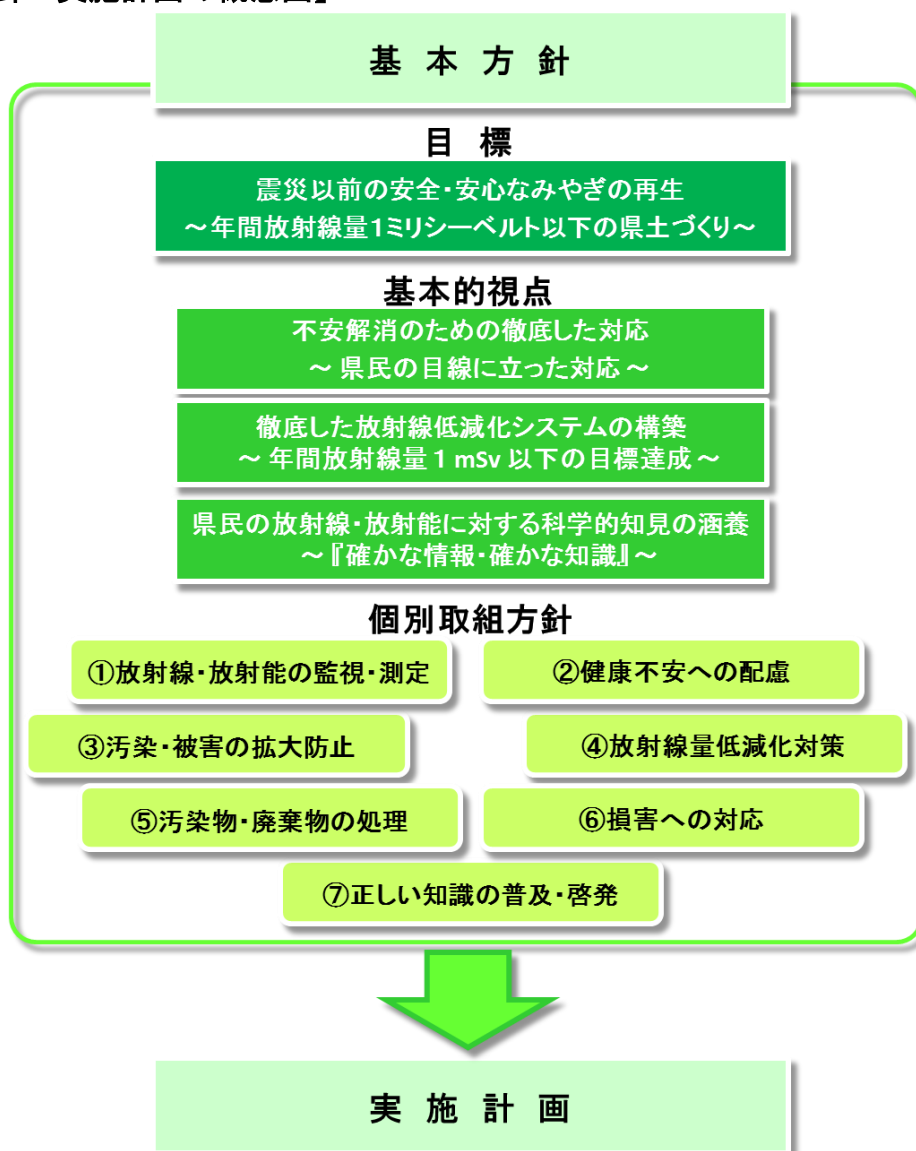 基本方針
目標
震災以前の安全・安心なみやぎの再生
～年間放射線量1ミリシーベルト以下の県土づくり～
基本的視点
不安解消のための徹底した対応
～ 県民の目線に立った対応 ～
徹底した放射線低減化システムの構築
～ 年間放射線量 1 mSv 以下の目標達成 ～
県民の放射線・放射能に対する科学的知見の涵養
～『確かな情報・確かな知識』～
個別取組方針
①放射線・放射能の監視・測定
②健康不安への配慮
③汚染・被害の拡大防止
④放射線量低減化対策
⑤汚染物・廃棄物の処理
⑥損害への対応
⑦正しい知識の普及・啓発
実施計画